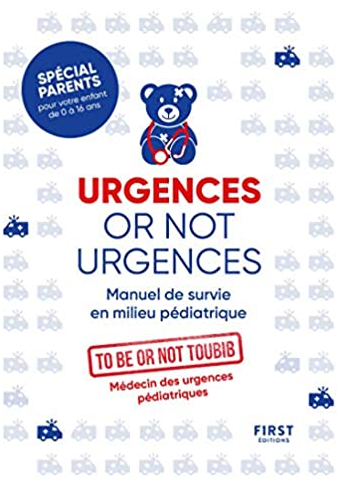 SPÉCIAL
PARENTS
pour votre enfant
de 0 à 16 ans
URGENCES
OR NOT
URGENCES
Manuel de survie
en milieu pédiatrique
TO BE OR NOT TOUBIB
Médecin des urgences
pédiatriques
FIRST
ÉDITIONS